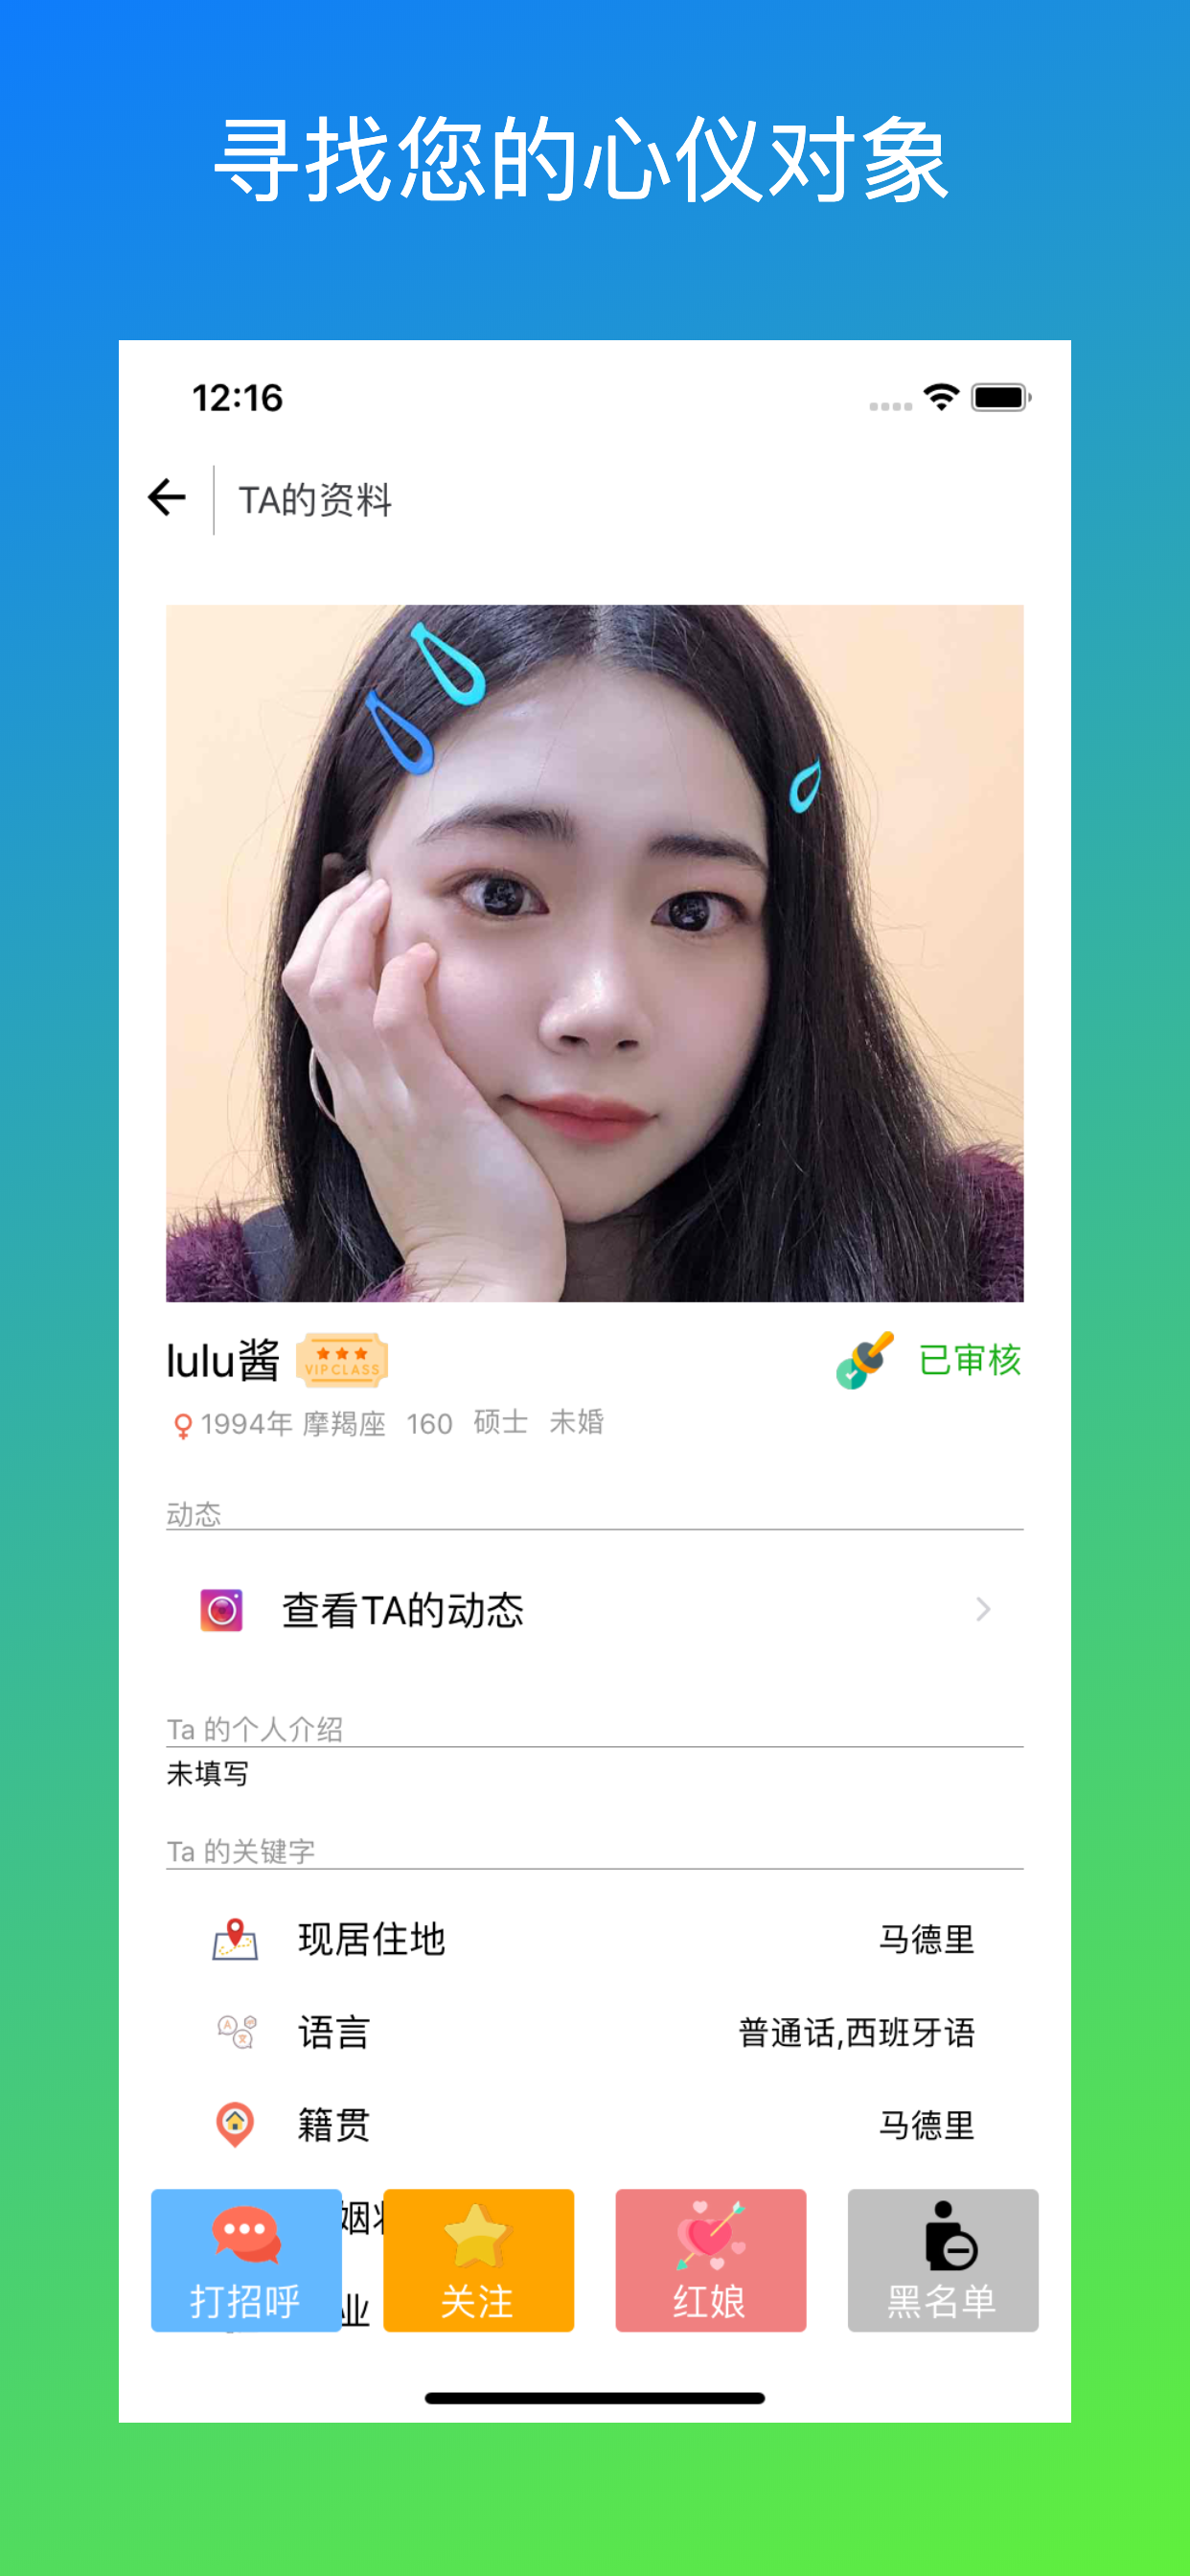 寻找您的心仪对象
12:16
TA的资料
lulu酱 VIP CLASS 已审核
1994年 摩羯座 160 硕士 未婚
动态
查看TA的动态
Ta 的个人介绍
未填写
Ta 的关键字
现居住地 马德里
语言 普通话,西班牙语
籍贯 马德里
姻
业
打招呼 关注 红娘 黑名单